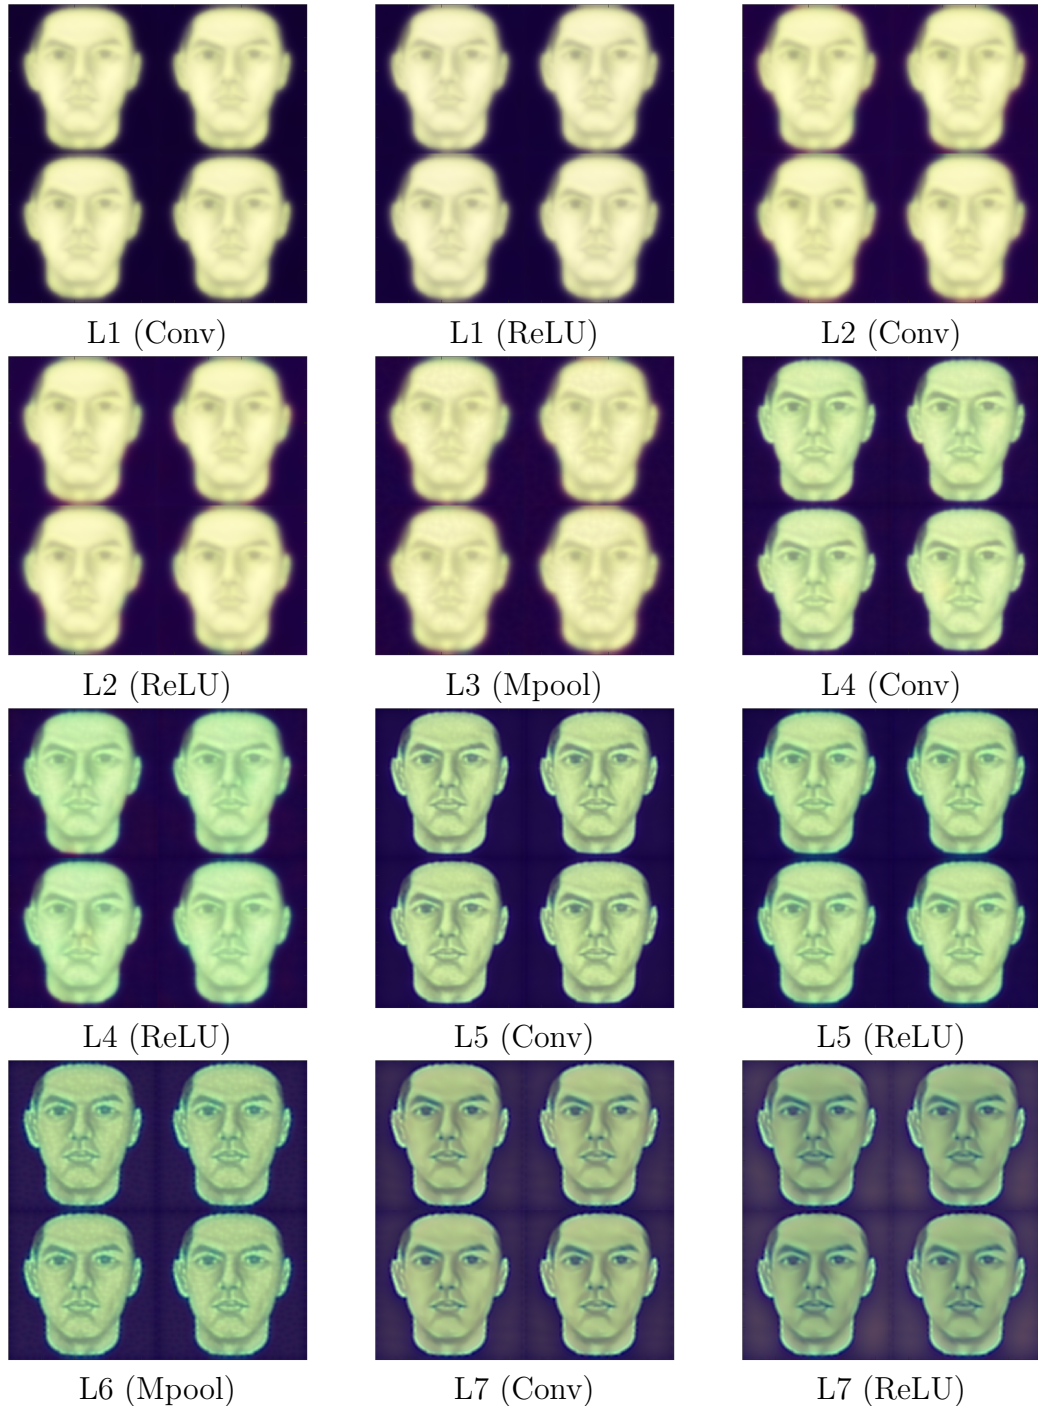 L1 (Conv)
L1 (ReLU)
L2 (Conv)
L2 (ReLU)
L3 (Mpool)
L4 (Conv)
L4 (ReLU)
L5 (Conv)
L5 (ReLU)
L6 (Mpool)
L7 (Conv)
L7 (ReLU)